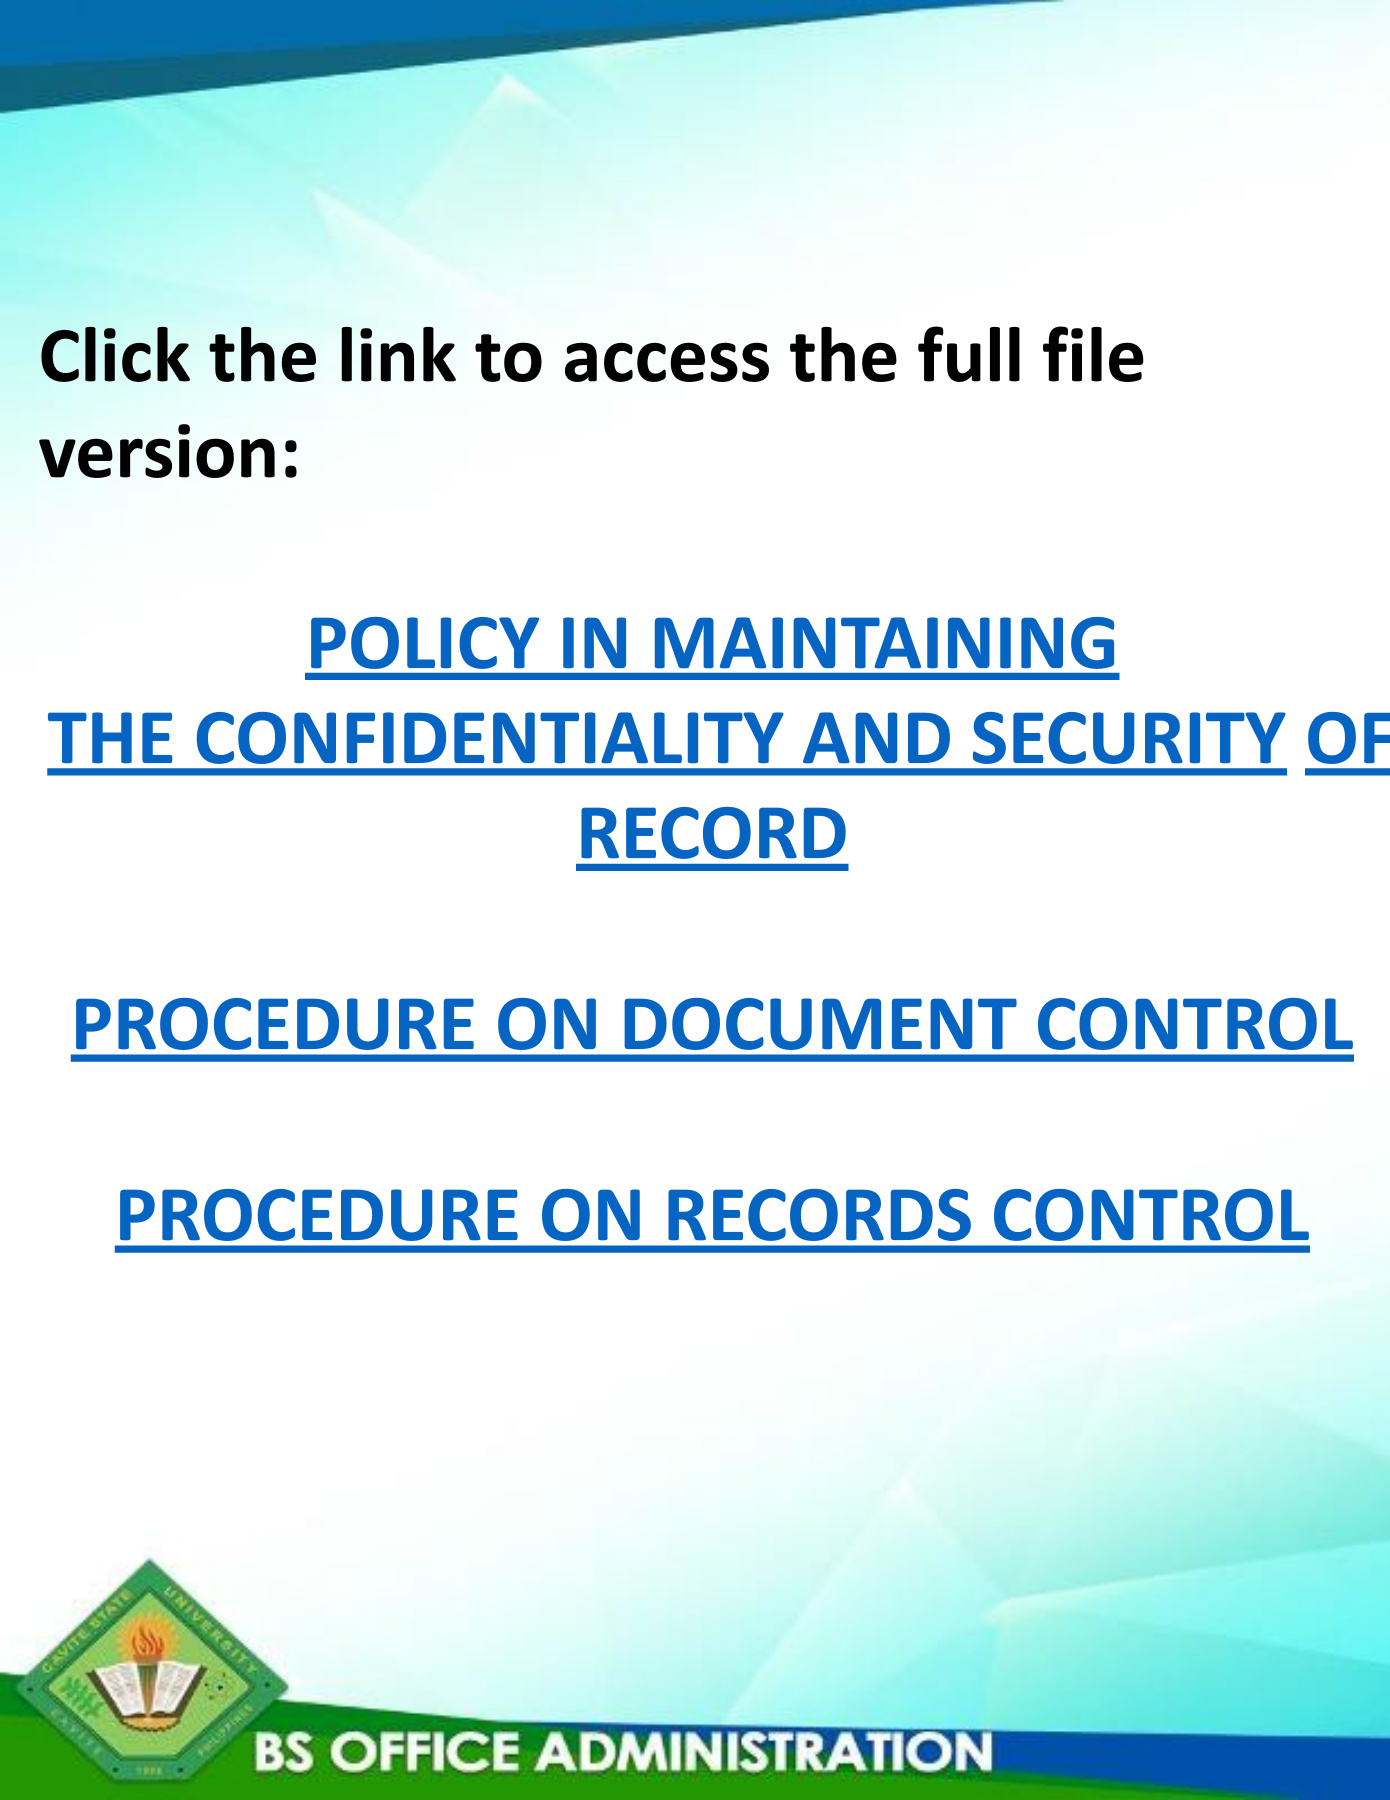 Click the link to access the full file
version:
POLICY IN MAINTAINING
THE CONFIDENTIALITY AND SECURITY OF
RECORD
PROCEDURE ON DOCUMENT CONTROL
PROCEDURE ON RECORDS CONTROL
CAVITE STATE UNIVERSITY
CAVITE PHILIPPINES
BS OFFICE ADMINISTRATION